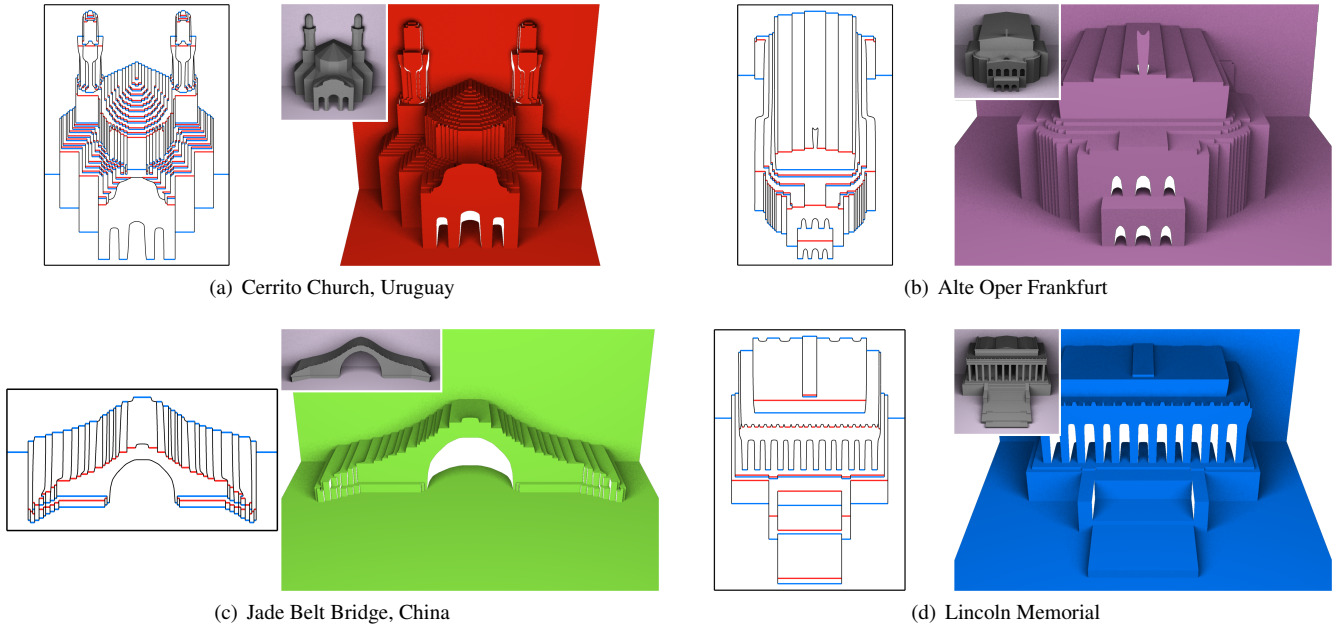 (a) Cerrito Church, Uruguay
(b) Alte Oper Frankfurt
(c) Jade Belt Bridge, China
(d) Lincoln Memorial